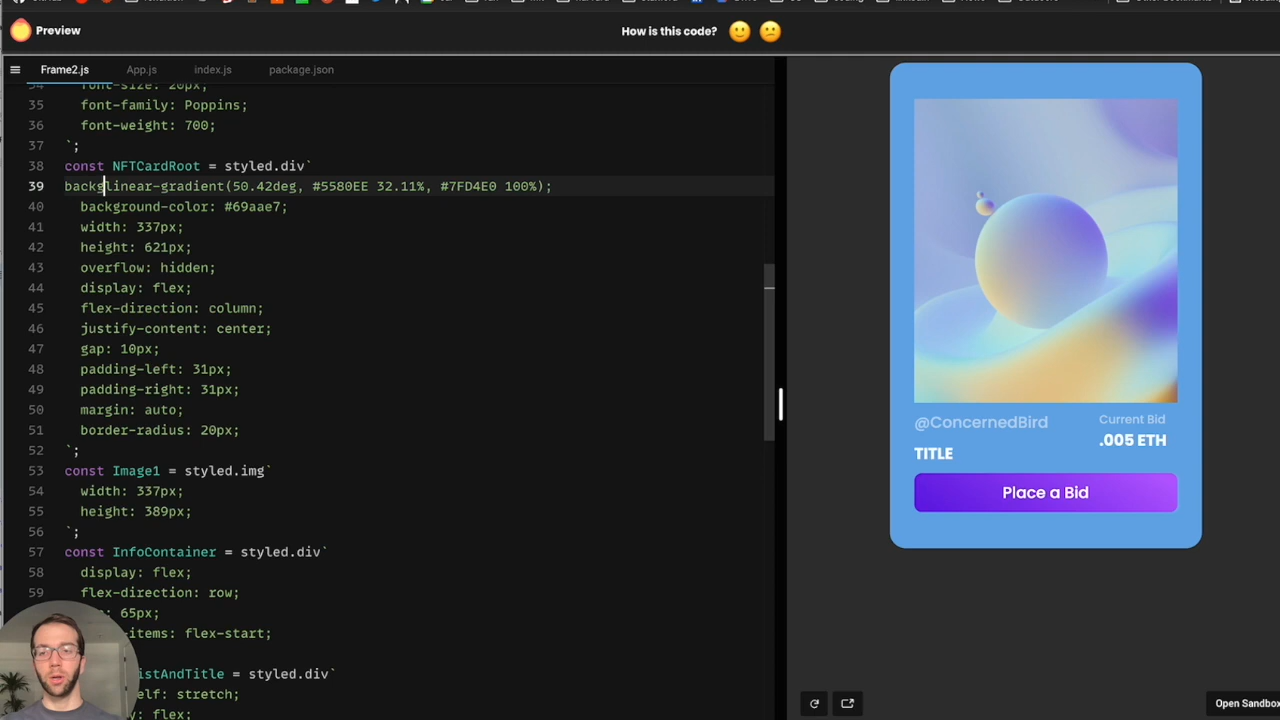 Preview
How is this code?
Frame2.js
App.js
index.js
package.json
34 font-size: 20px;
35 font-family: Poppins;
36 font-weight: 700;
37 `;
38 const NFTCardRoot = styled.div`
39 backglinear-gradient(50.42deg, #5580EE 32.11%, #7FD4E0 100%);
40 background-color: #69aae7;
41 width: 337px;
42 height: 621px;
43 overflow: hidden;
44 display: flex;
45 flex-direction: column;
46 justify-content: center;
47 gap: 10px;
48 padding-left: 31px;
49 padding-right: 31px;
50 margin: auto;
51 border-radius: 20px;
52 `;
53 const Image1 = styled.img`
54 width: 337px;
55 height: 389px;
56 `;
57 const InfoContainer = styled.div`
58 display: flex;
59 flex-direction: row;
65px;
-items: flex-start;
istAndTitle = styled.div`
elf: stretch;
y: flex;
@ConcernedBird
Current Bid
.005 ETH
TITLE
Place a Bid
Open Sandbox